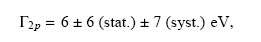 Γ₂ₚ = 6 ± 6 (stat.) ± 7 (syst.) eV,